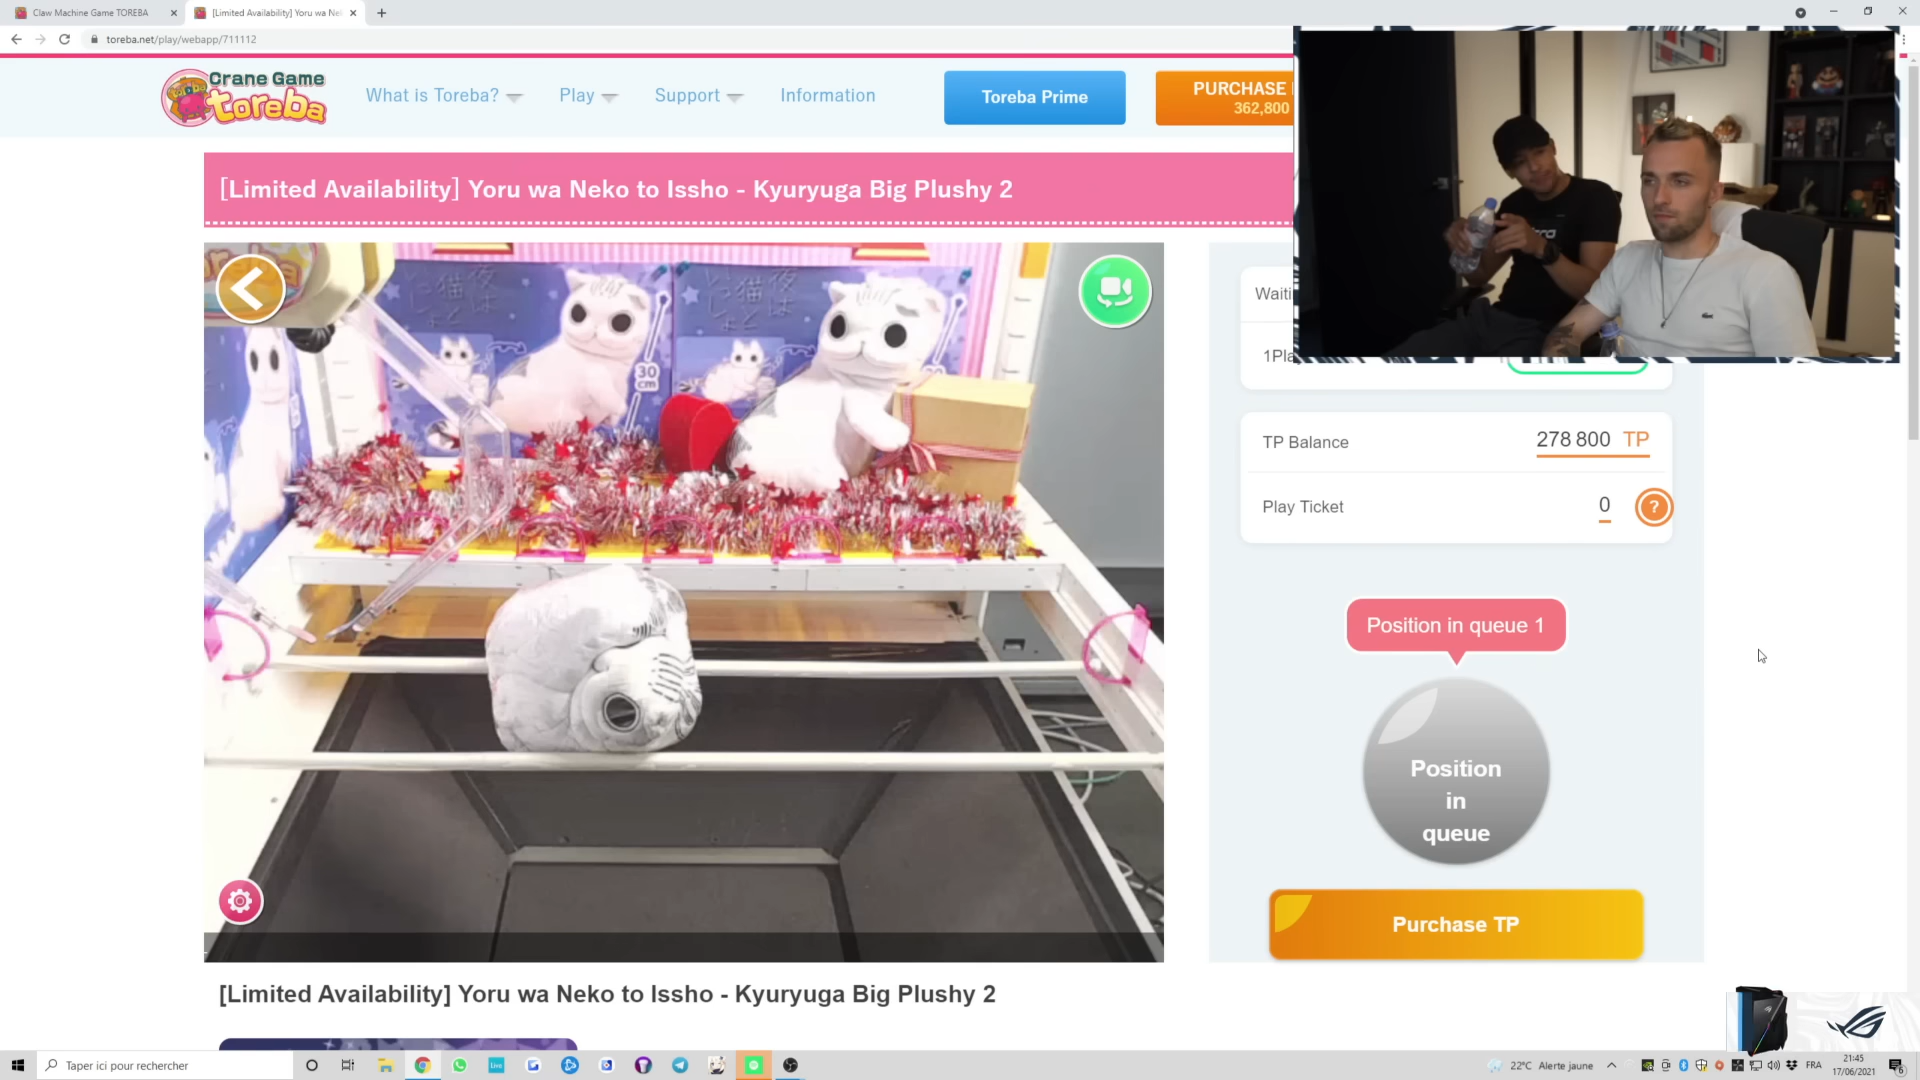 Claw Machine Game TOREBA
[Limited Availability] Yoru wa Nek
toreba.net/play/webapp/711112
Crane Game
toreba
What is Toreba?
Play
Support
Information
Toreba Prime
PURCHASE
362,800
[Limited Availability] Yoru wa Neko to Issho - Kyuryuga Big Plushy 2
30
cm
Waiti
1Pla
TP Balance
278 800 TP
Play Ticket
0
?
Position in queue 1
Position
in
queue
Purchase TP
[Limited Availability] Yoru wa Neko to Issho - Kyuryuga Big Plushy 2
Taper ici pour rechercher
22°C Alerte jaune
FRA
21:45
17/06/2021